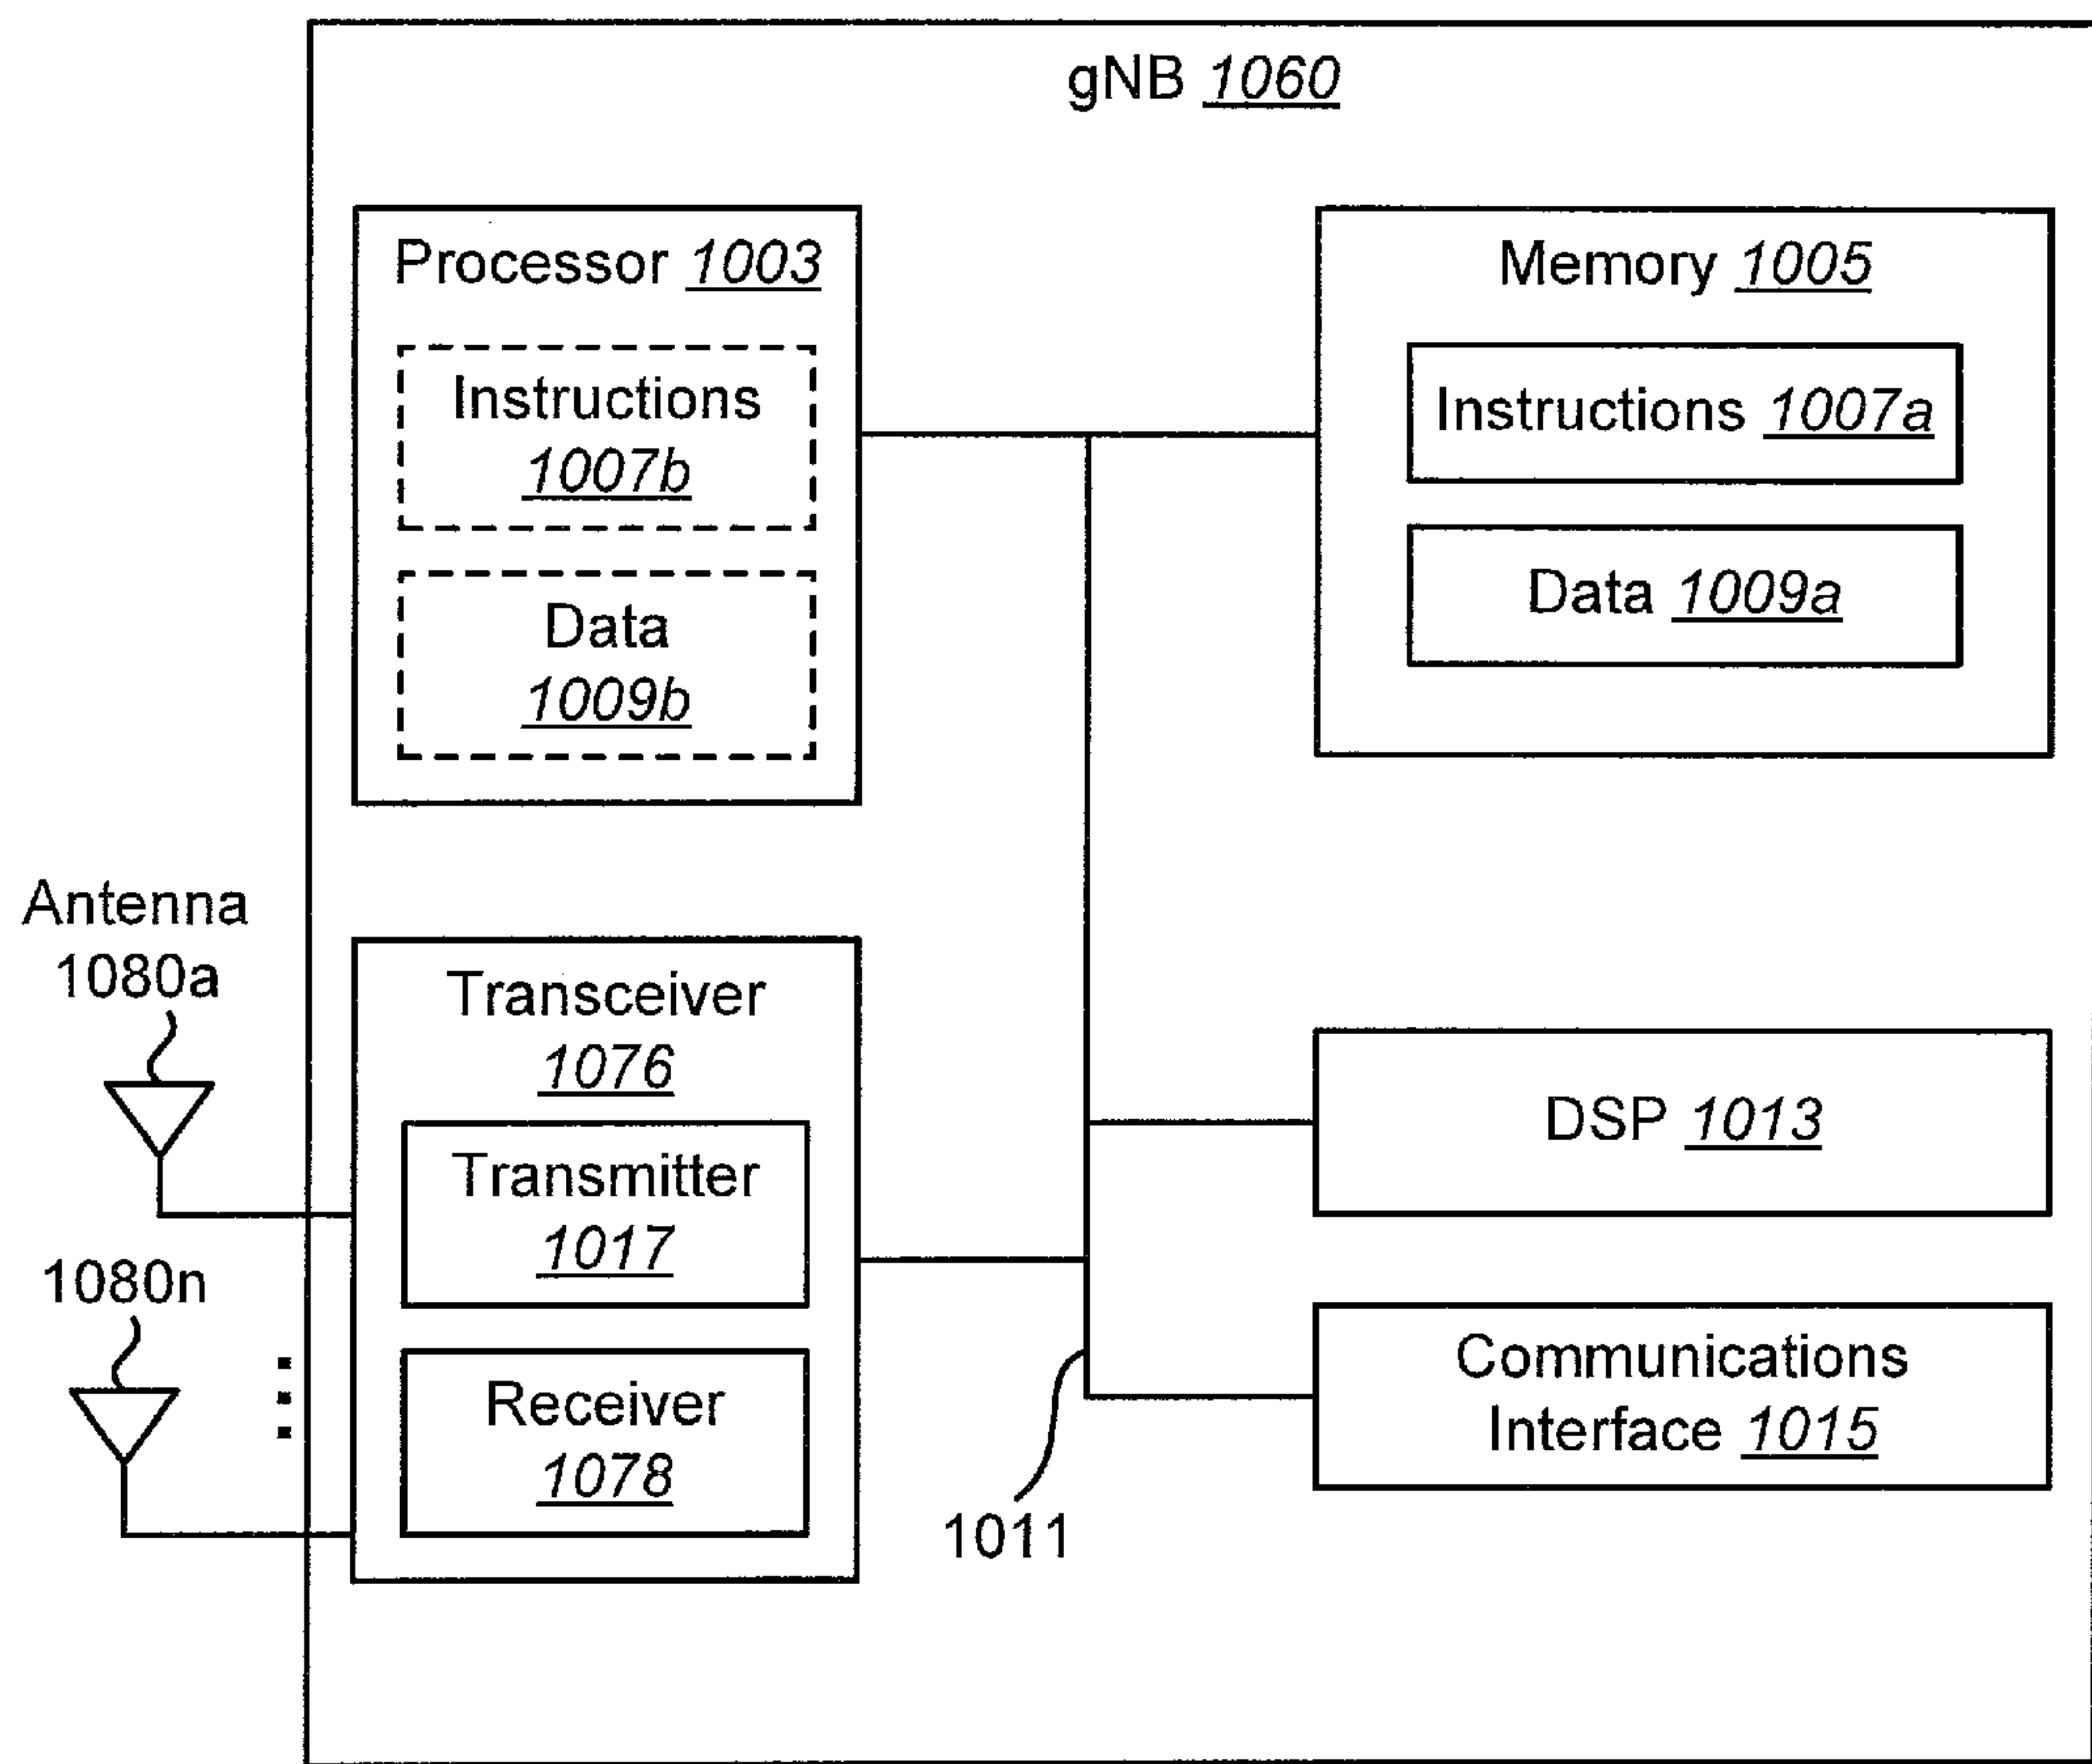 gNB 1060
Processor 1003
Instructions
1007b
Data
1009b
Memory 1005
Instructions 1007a
Data 1009a
Antenna
1080a
1080n
Transceiver
1076
Transmitter
1017
Receiver
1078
1011
DSP 1013
Communications
Interface 1015